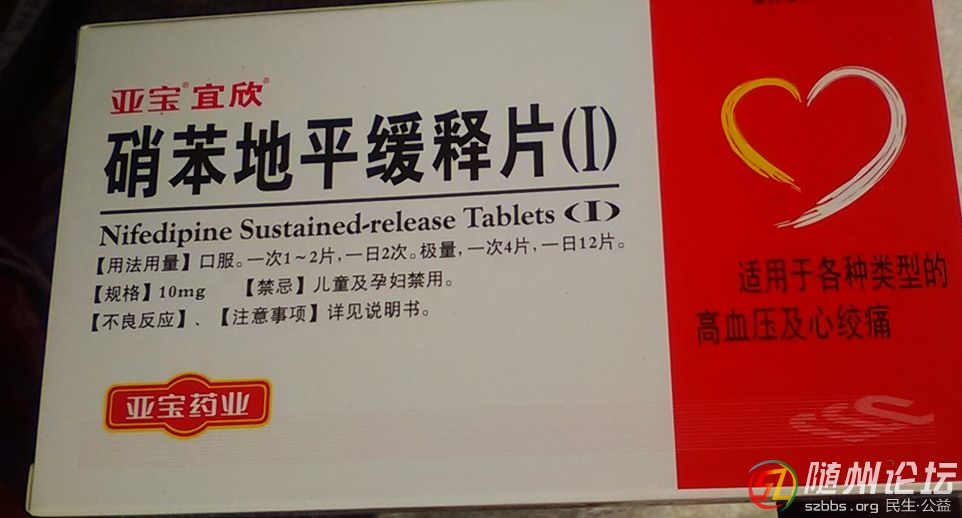 亚宝®宜欣®
硝苯地平缓释片(I)
Nifedipine Sustained-release Tablets (I)
【用法用量】口服。一次1~2片，一日2次。极量，一次4片，一日12片。
【规格】10mg 【禁忌】儿童及孕妇禁用。
【不良反应】、【注意事项】详见说明书。
亚宝药业
适用于各种类型的
高血压及心绞痛
随州论坛
szbbs.org 民生·公益